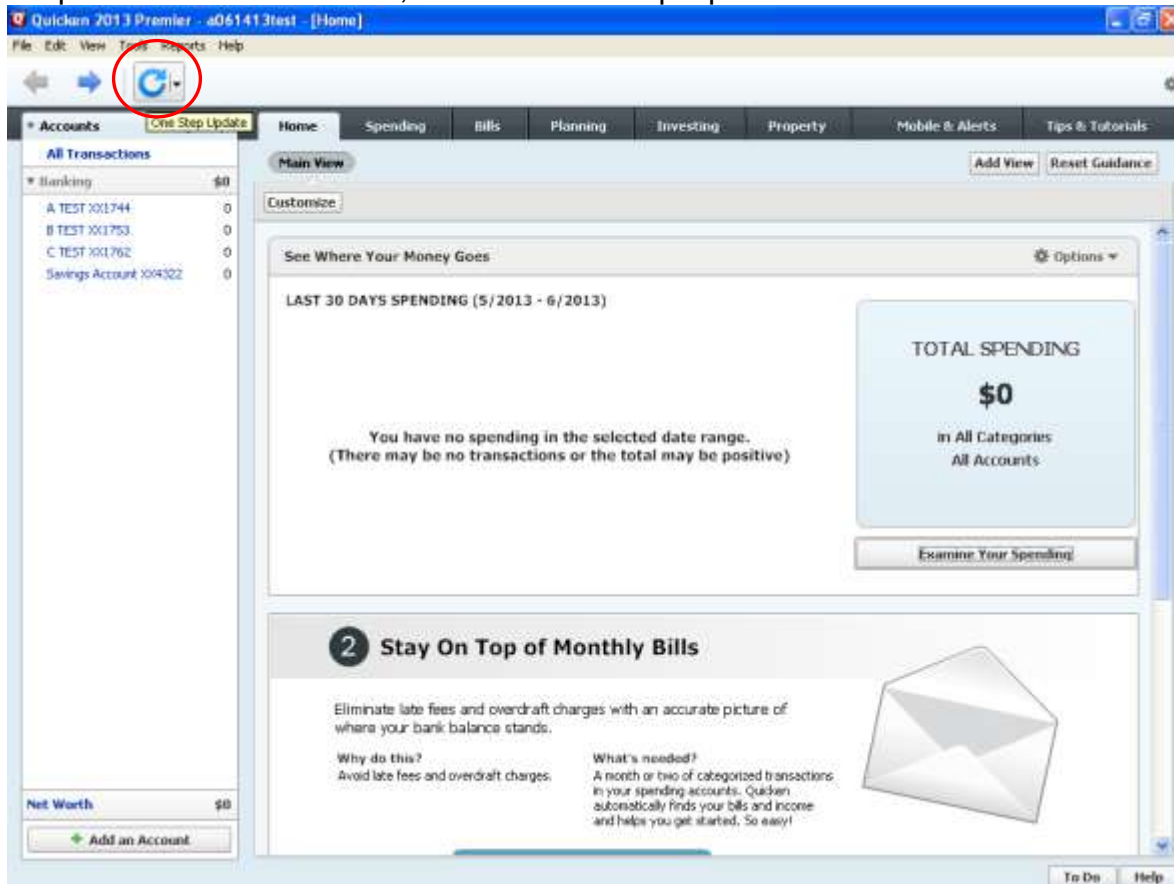 Quicken 2013 Premier - a061413test - [Home]
File Edit View Tools Reports Help
One Step Update
Accounts
Home Spending Bills Planning Investing Property Mobile & Alerts Tips & Tutorials
All Transactions
Main View Add View Reset Guidance
Banking $0
Customize
A TEST XX1744 0
B TEST XX1753 0
C TEST XX1762 0
Savings Account XX4322 0
See Where Your Money Goes Options
LAST 30 DAYS SPENDING (5/2013 - 6/2013)
TOTAL SPENDING
$0
in All Categories
All Accounts
You have no spending in the selected date range.
(There may be no transactions or the total may be positive)
Examine Your Spending
2 Stay On Top of Monthly Bills
Eliminate late fees and overdraft charges with an accurate picture of
where your bank balance stands.
Why do this?
Avoid late fees and overdraft charges.
What's needed?
A month or two of categorized transactions
in your spending accounts. Quicken
automatically finds your bills and income
and helps you get started. So easy!
Net Worth $0
Add an Account
To Do Help